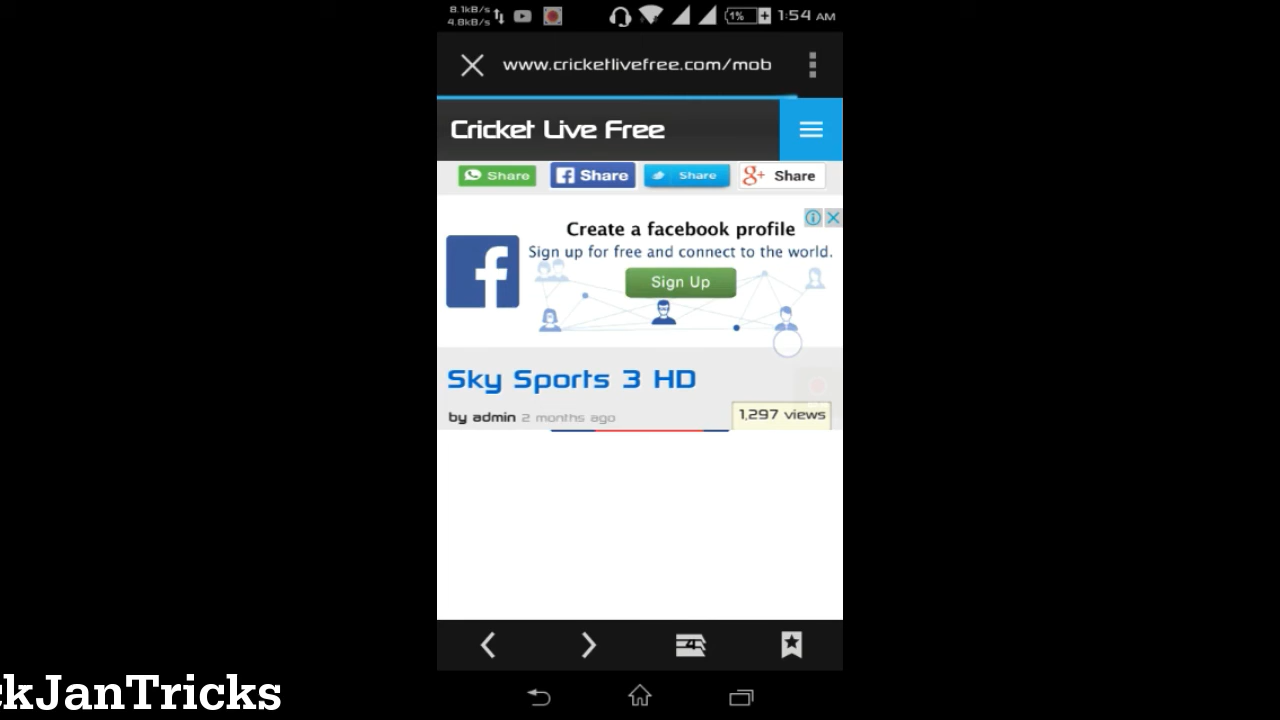 8.1kB/s
4.8kB/s
1%
1:54 AM
www.cricketlivefree.com/mob
Cricket Live Free
Share
Share
Share
g+ Share
Create a facebook profile
Sign up for free and connect to the world.
f
Sign Up
Sky Sports 3 HD
by admin 2 months ago
1,297 views
4
ckJanTricks